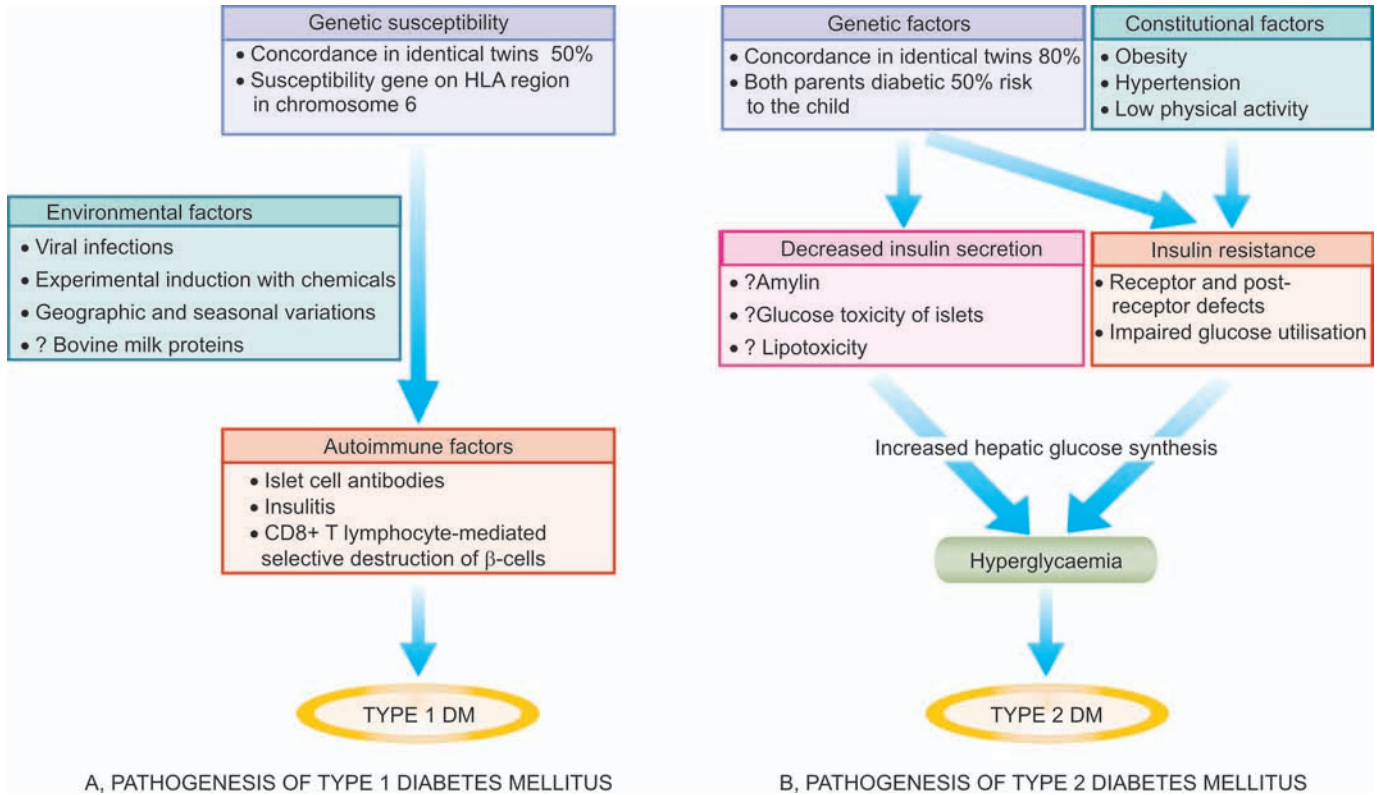 Genetic susceptibility
• Concordance in identical twins 50%
• Susceptibility gene on HLA region
in chromosome 6
Environmental factors
• Viral infections
• Experimental induction with chemicals
• Geographic and seasonal variations
• ? Bovine milk proteins
Autoimmune factors
• Islet cell antibodies
• Insulitis
• CD8+ T lymphocyte-mediated
selective destruction of β-cells
TYPE 1 DM
A, PATHOGENESIS OF TYPE 1 DIABETES MELLITUS
Genetic factors
• Concordance in identical twins 80%
• Both parents diabetic 50% risk
to the child
Constitutional factors
• Obesity
• Hypertension
• Low physical activity
Decreased insulin secretion
• ?Amylin
• ?Glucose toxicity of islets
• ? Lipotoxicity
Insulin resistance
• Receptor and post-
receptor defects
• Impaired glucose utilisation
Increased hepatic glucose synthesis
Hyperglycaemia
TYPE 2 DM
B, PATHOGENESIS OF TYPE 2 DIABETES MELLITUS